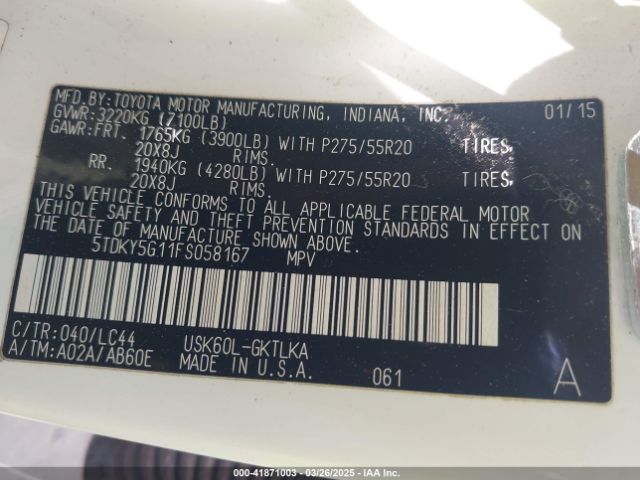 MFD.BY:TOYOTA MOTOR MANUFACTURING, INDIANA, INC. 01/15
GVWR:3220KG (7100LB)
GAWR:FRT. 1765KG (3900LB) WITH P275/55R20 TIRES,
20X8J RIMS.
RR. 1940KG (4280LB) WITH P275/55R20 TIRES,
20X8J RIMS.
THIS VEHICLE CONFORMS TO ALL APPLICABLE FEDERAL MOTOR
VEHICLE SAFETY AND THEFT PREVENTION STANDARDS IN EFFECT ON
THE DATE OF MANUFACTURE SHOWN ABOVE.
5TDKY5G11FS058167 MPV
C/TR:040/LC44 USK60L-GKTLKA
A/TM:A02A/AB60E MADE IN U.S.A. 061 A
000-41871003 — 03/26/2025 — IAA Inc.